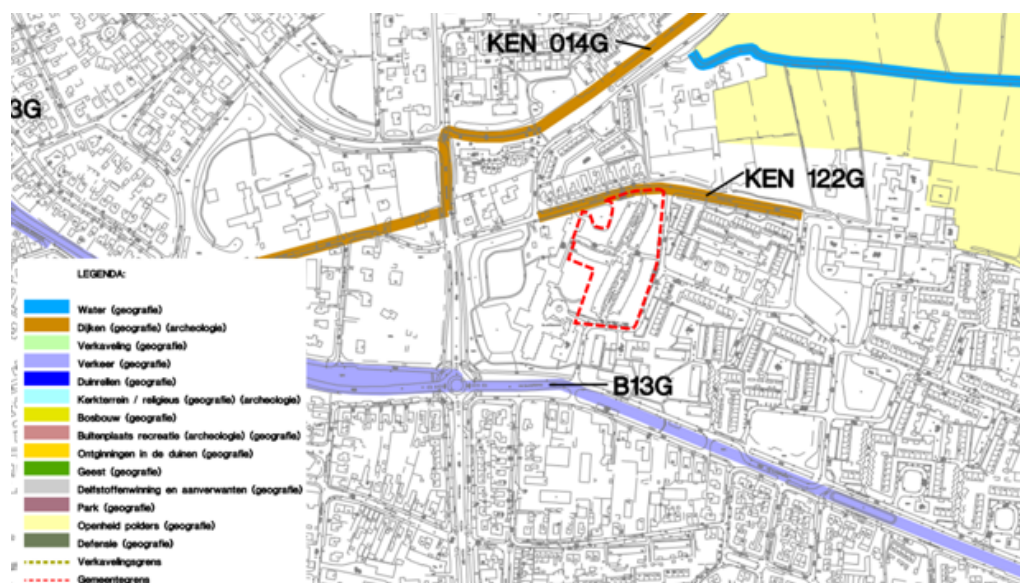 KEN 014G
3G
KEN 122G
B13G
LEGENDA:
Water (geografie)
Dijken (geografie) (archeologie)
Verkaveling (geografie)
Verkeer (geografie)
Duinrellen (geografie)
Kerkterrein / religieus (geografie) (archeologie)
Bosbouw (geografie)
Buitenplaats recreatie (archeologie) (geografie)
Ontginningen in de duinen (geografie)
Geest (geografie)
Delfstoffenwinning en aanverwanten (geografie)
Park (geografie)
Openheid polders (geografie)
Defensie (geografie)
Verkavelingsgrens
Gemeentegrens